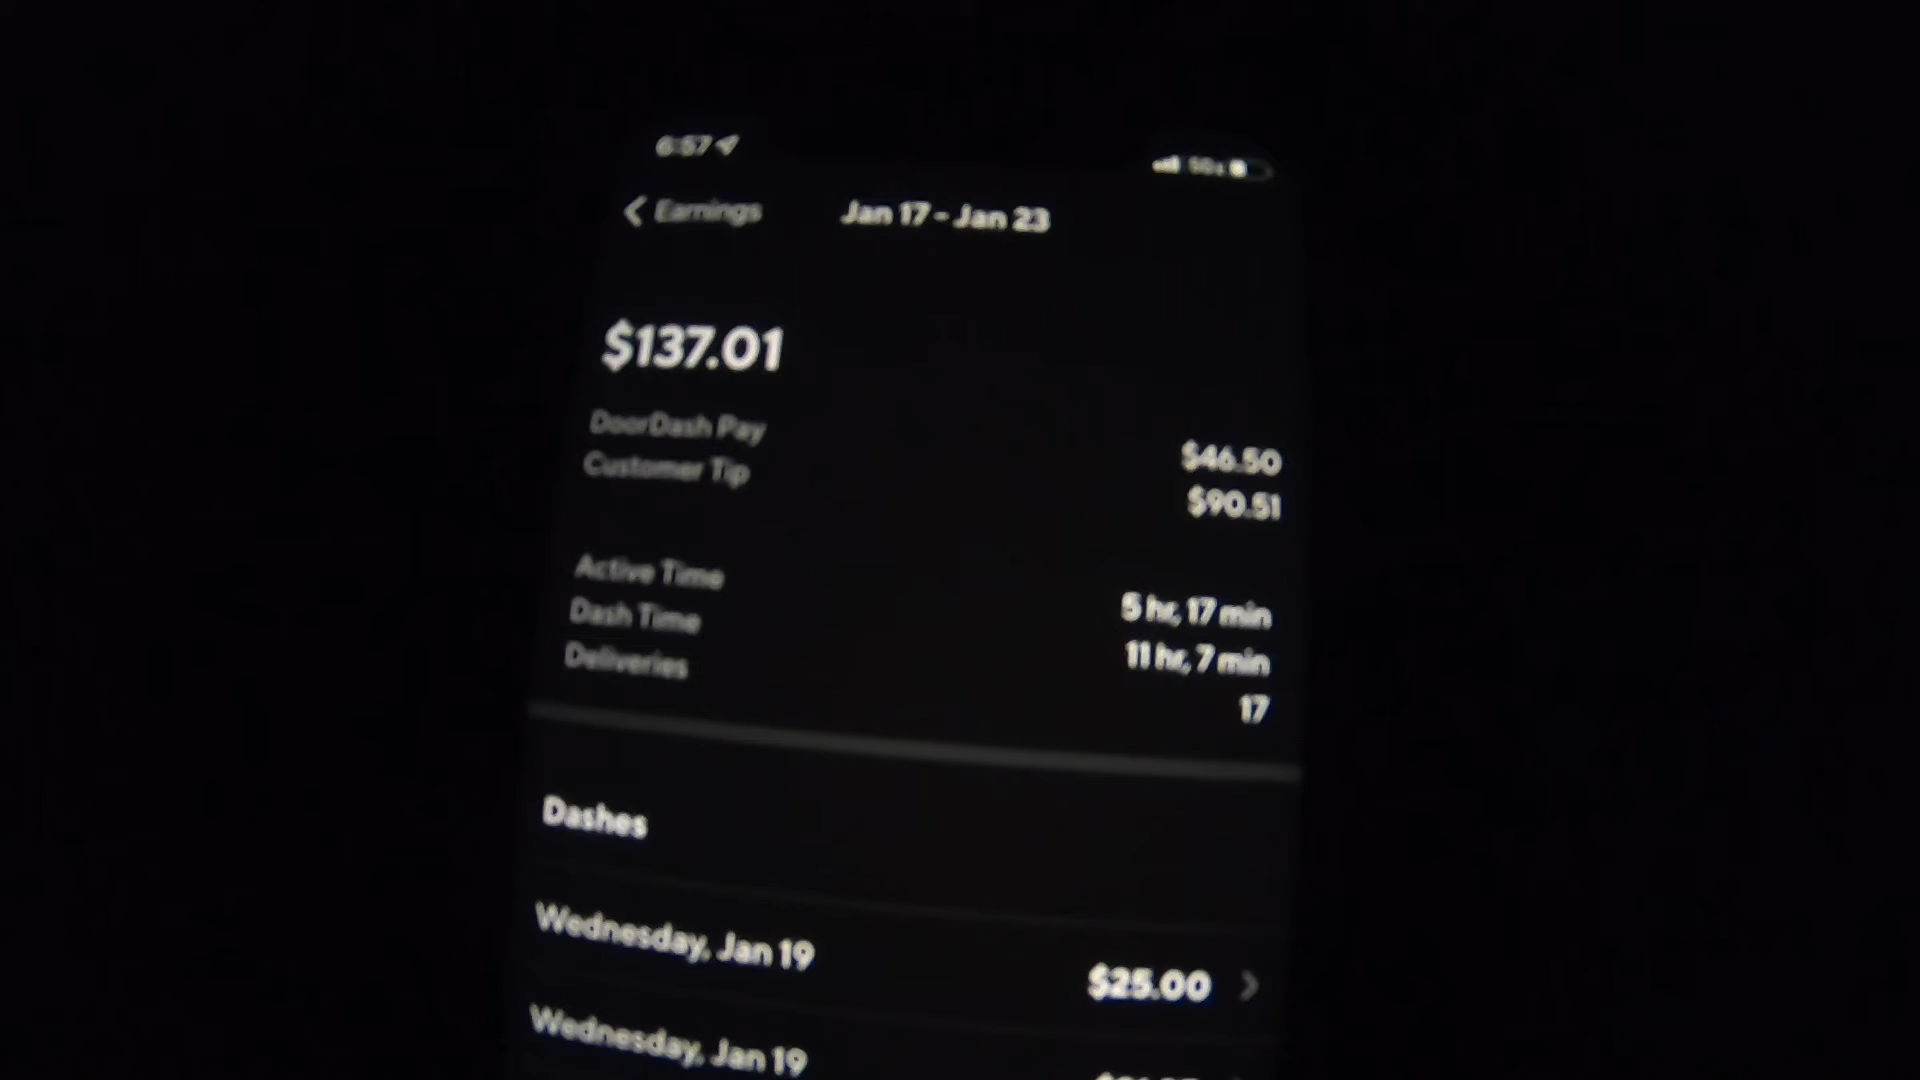 6:57
Earnings
Jan 17 - Jan 23
$137.01
DoorDash Pay $46.50
Customer Tip $90.51
Active Time 5 hr, 17 min
Dash Time 11 hr, 7 min
Deliveries 17
Dashes
Wednesday, Jan 19 $25.00
Wednesday, Jan 19